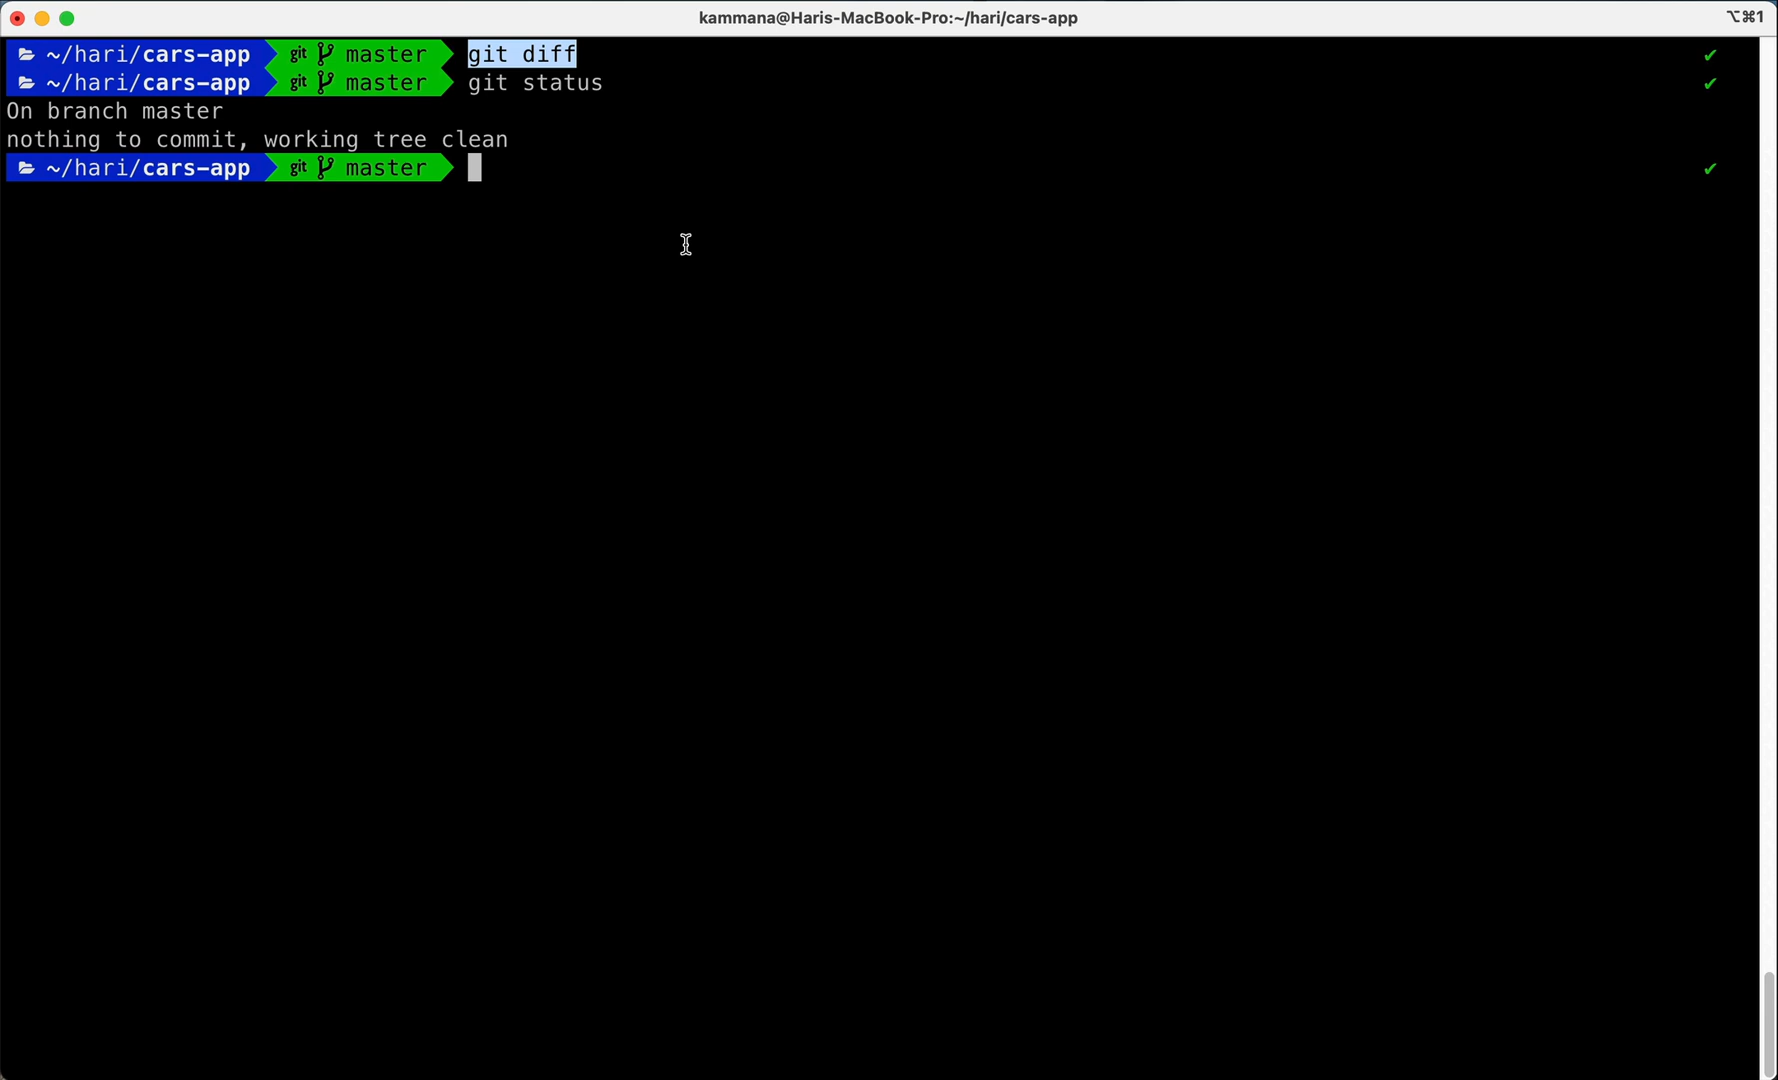 kammana@Haris-MacBook-Pro:~/hari/cars-app ⌥⌘1
~/hari/cars-app git master git diff ✔
~/hari/cars-app git master git status ✔
On branch master
nothing to commit, working tree clean
~/hari/cars-app git master ✔